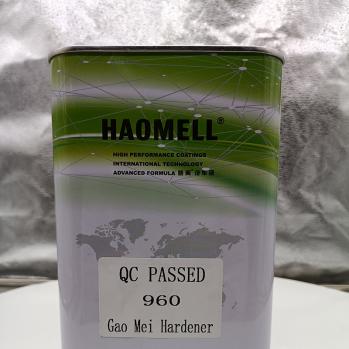 HAOMELL®
HIGH PERFORMANCE COATINGS
INTERNATIONAL TECHNOLOGY
ADVANCED FORMULA
QC PASSED
960
Gao Mei Hardener